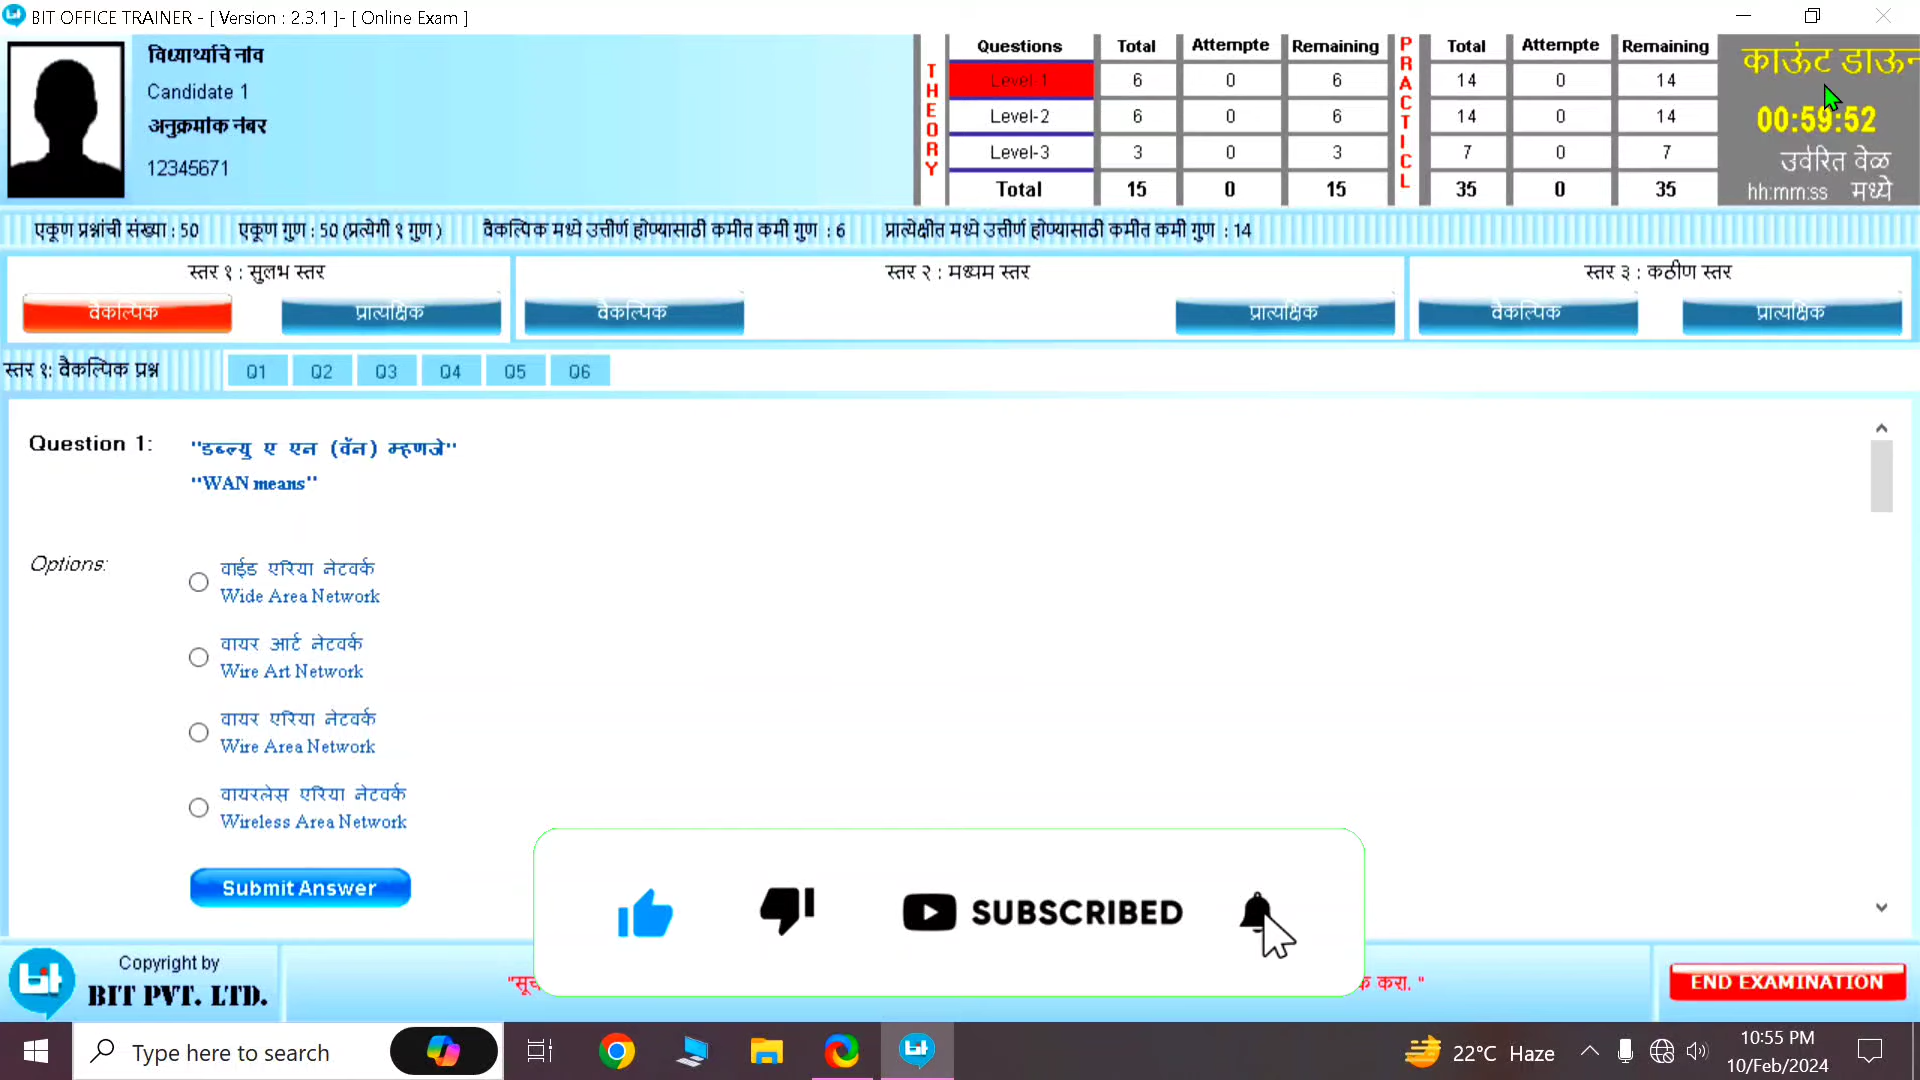 BIT OFFICE TRAINER - [ Version : 2.3.1 ]- [ Online Exam ]
विध्यार्थ्याचे नांव
Candidate 1
अनुक्रमांक नंबर
12345671
THEORY
Questions Total Attempte Remaining
Level-1 6 0 6
Level-2 6 0 6
Level-3 3 0 3
Total 15 0 15
PRACTICL
Total Attempte Remaining
14 0 14
14 0 14
7 0 7
35 0 35
काऊंट डाऊन
00:59:52
उर्वरित वेळ
hh:mm:ss मध्ये
एकूण प्रश्नांची संख्या : 50 एकूण गुण : 50 (प्रत्येगी १ गुण ) वैकल्पिक मध्ये उत्तीर्ण होण्यासाठी कमीत कमी गुण : 6 प्रात्येक्षीत मध्ये उत्तीर्ण होण्यासाठी कमीत कमी गुण : 14
स्तर १ : सुलभ स्तर स्तर २ : मध्यम स्तर स्तर ३ : कठीण स्तर
वैकल्पिक प्रात्यक्षिक वैकल्पिक प्रात्यक्षिक वैकल्पिक प्रात्यक्षिक
स्तर १: वैकल्पिक प्रश्न Q1 Q2 Q3 Q4 Q5 Q6
Question 1: "डब्ल्यु ए एन (वॅन) म्हणजे"
"WAN means"
Options:
वाईड एरिया नेटवर्क
Wide Area Network
वायर आर्ट नेटवर्क
Wire Art Network
वायर एरिया नेटवर्क
Wire Area Network
वायरलेस एरिया नेटवर्क
Wireless Area Network
Submit Answer
SUBSCRIBED
Copyright by
BIT PVT. LTD.
करा. "
END EXAMINATION
Type here to search
22°C Haze
10:55 PM
10/Feb/2024